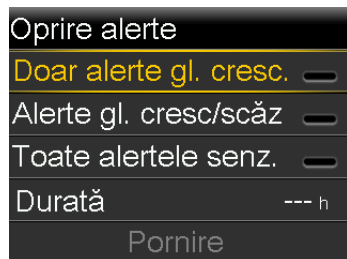 Oprire alerte
Doar alerte gl. cresc.
Alerte gl. cresc/scăz
Toate alertele senz.
Durată --- h
Pornire